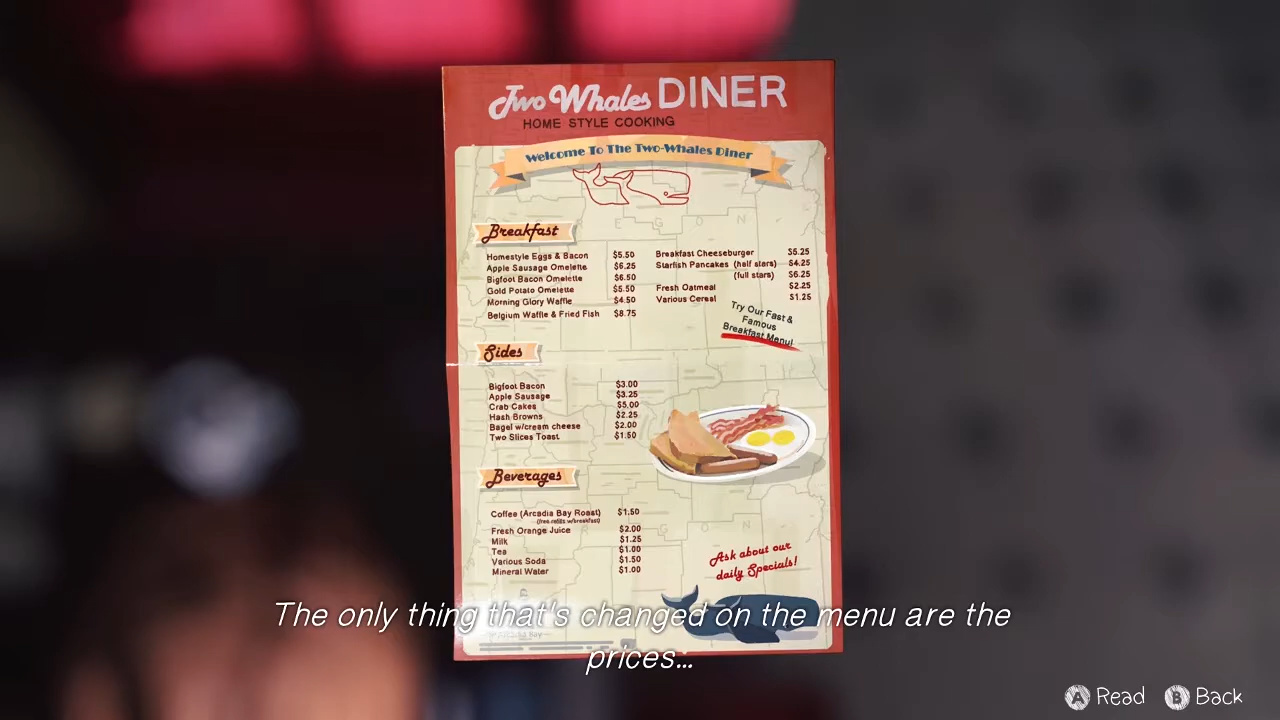 Two Whales DINER
HOME STYLE COOKING
Welcome To The Two-Whales Diner
E G O N
Breakfast
Homestyle Eggs & Bacon $5.50
Apple Sausage Omelette $6.25
Bigfoot Bacon Omelette $6.50
Gold Potato Omelette $5.50
Morning Glory Waffle $4.50
Belgium Waffle & Fried Fish $8.75
Breakfast Cheeseburger $5.25
Starfish Pancakes (half stars) $4.25
(full stars) $6.25
Fresh Oatmeal $2.25
Various Cereal $1.25
Try Our Fast &
Famous
Breakfast Menu!
Sides
Bigfoot Bacon $3.00
Apple Sausage $3.25
Crab Cakes $5.00
Hash Browns $2.25
Bagel w/cream cheese $2.00
Two Slices Toast $1.50
Beverages
Coffee (Arcadia Bay Roast) $1.50
(free refills w/breakfast)
Fresh Orange Juice $2.00
Milk $1.25
Tea $1.00
Various Soda $1.50
Mineral Water $1.00
Ask about our
daily Specials!
The only thing that's changed on the menu are the
prices...
Bay
A Read B Back